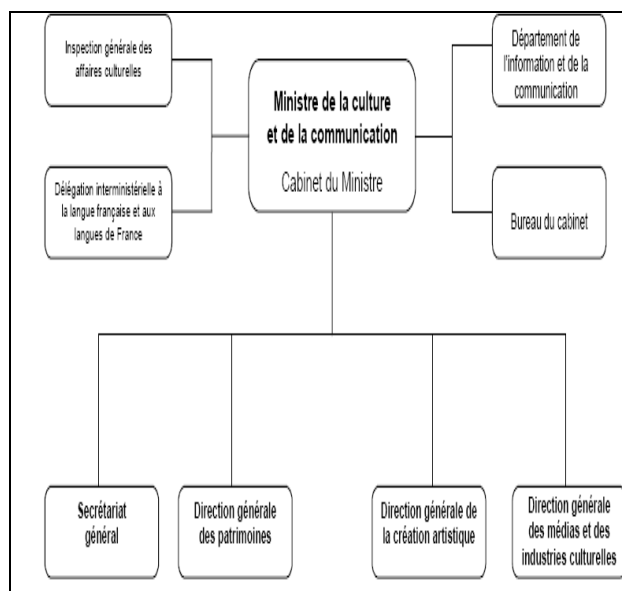 Inspection générale des
affaires culturelles
Ministre de la culture
et de la communication
Cabinet du Ministre
Département de
l'information et de la
communication
Délégation interministérielle à
la langue française et aux
langues de France
Bureau du cabinet
Secrétariat
général
Direction générale
des patrimoines
Direction générale de
la création artistique
Direction générale
des médias et des
industries culturelles